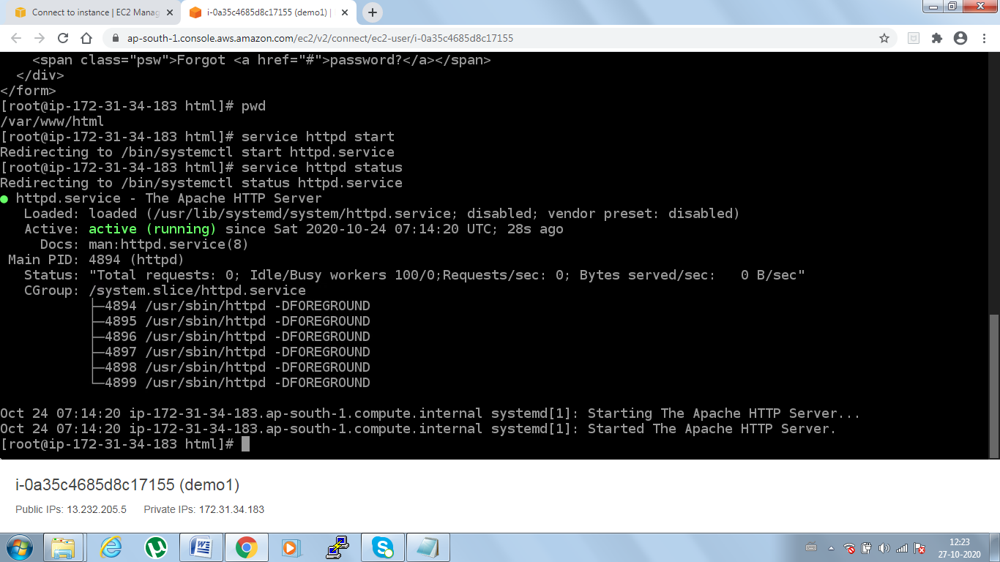 Connect to instance | EC2 Manag
i-0a35c4685d8c17155 (demo1) |
ap-south-1.console.aws.amazon.com/ec2/v2/connect/ec2-user/i-0a35c4685d8c17155
<span class="psw">Forgot <a href="#">password?</a></span>
</div>
</form>
[root@ip-172-31-34-183 html]# pwd
/var/www/html
[root@ip-172-31-34-183 html]# service httpd start
Redirecting to /bin/systemctl start httpd.service
[root@ip-172-31-34-183 html]# service httpd status
Redirecting to /bin/systemctl status httpd.service
● httpd.service - The Apache HTTP Server
Loaded: loaded (/usr/lib/systemd/system/httpd.service; disabled; vendor preset: disabled)
Active: active (running) since Sat 2020-10-24 07:14:20 UTC; 28s ago
Docs: man:httpd.service(8)
Main PID: 4894 (httpd)
Status: "Total requests: 0; Idle/Busy workers 100/0;Requests/sec: 0; Bytes served/sec:   0 B/sec"
CGroup: /system.slice/httpd.service
├─4894 /usr/sbin/httpd -DFOREGROUND
├─4895 /usr/sbin/httpd -DFOREGROUND
├─4896 /usr/sbin/httpd -DFOREGROUND
├─4897 /usr/sbin/httpd -DFOREGROUND
├─4898 /usr/sbin/httpd -DFOREGROUND
└─4899 /usr/sbin/httpd -DFOREGROUND
Oct 24 07:14:20 ip-172-31-34-183.ap-south-1.compute.internal systemd[1]: Starting The Apache HTTP Server...
Oct 24 07:14:20 ip-172-31-34-183.ap-south-1.compute.internal systemd[1]: Started The Apache HTTP Server.
[root@ip-172-31-34-183 html]#
i-0a35c4685d8c17155 (demo1)
Public IPs: 13.232.205.5 Private IPs: 172.31.34.183
12:23
27-10-2020